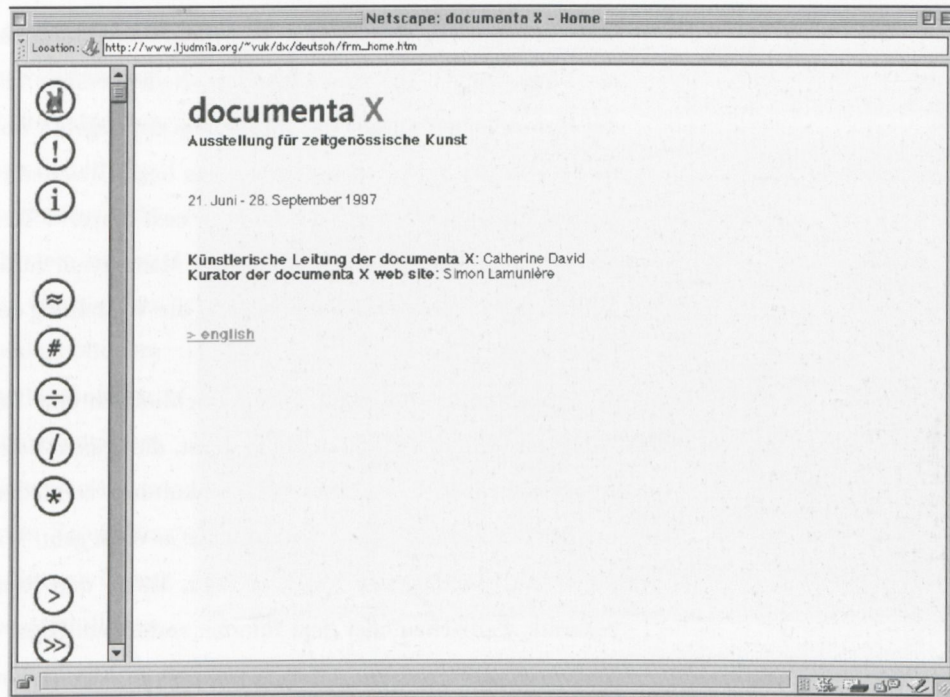 Netscape: documenta X - Home
Location: http://www.ljudmila.org/~vuk/dx/deutsch/frm_home.htm
documenta X
Ausstellung für zeitgenössische Kunst
21. Juni - 28. September 1997
Künstlerische Leitung der documenta X: Catherine David
Kurator der documenta X web site: Simon Lamunière
> english
!
i
≈
#
÷
/
*
>
>>